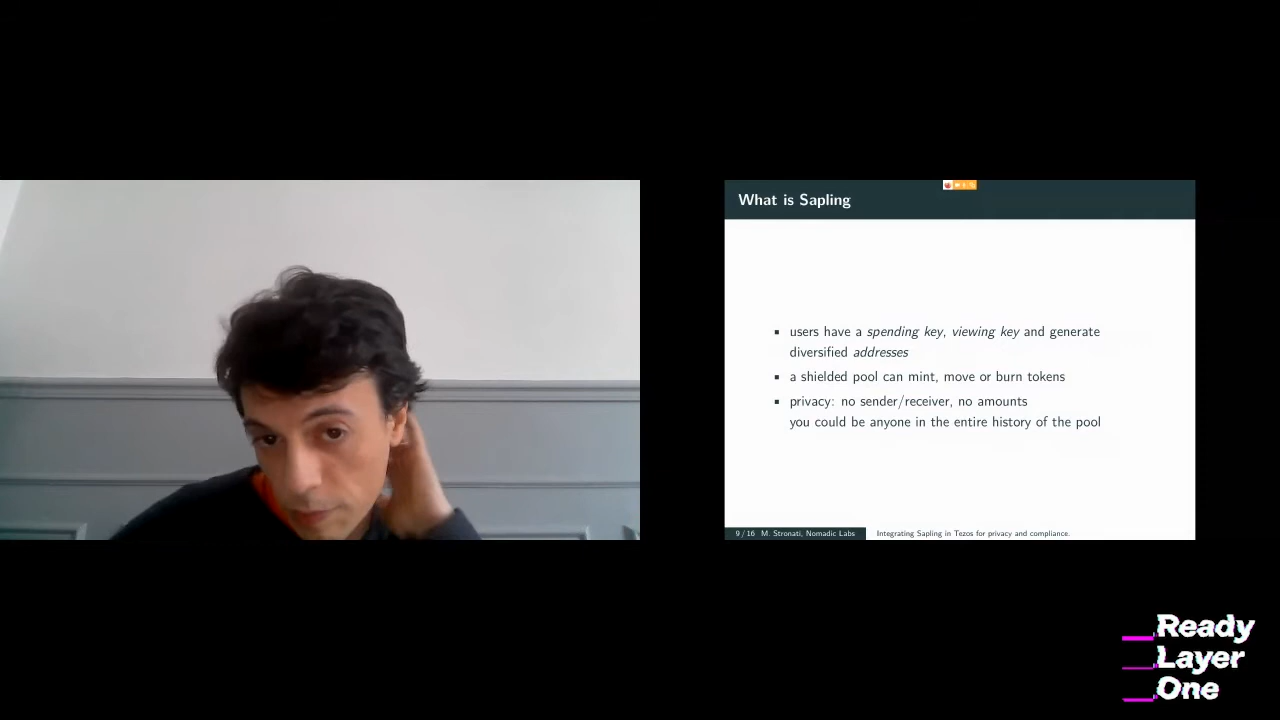 What is Sapling
▪ users have a spending key, viewing key and generate
diversified addresses
▪ a shielded pool can mint, move or burn tokens
▪ privacy: no sender/receiver, no amounts
you could be anyone in the entire history of the pool
9 / 16 M. Stronati, Nomadic Labs Integrating Sapling in Tezos for privacy and compliance.
Ready
Layer
One